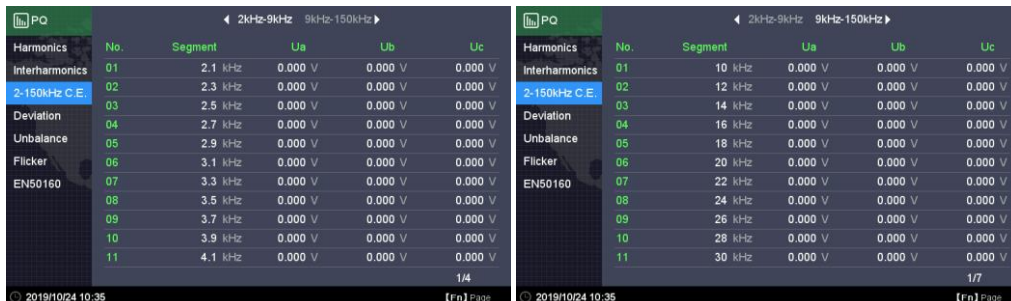 PQ
2kHz-9kHz 9kHz-150kHz
Harmonics
Interharmonics
2-150kHz C.E.
Deviation
Unbalance
Flicker
EN50160
No. Segment Ua Ub Uc
01 2.1 kHz 0.000 V 0.000 V 0.000 V
02 2.3 kHz 0.000 V 0.000 V 0.000 V
03 2.5 kHz 0.000 V 0.000 V 0.000 V
04 2.7 kHz 0.000 V 0.000 V 0.000 V
05 2.9 kHz 0.000 V 0.000 V 0.000 V
06 3.1 kHz 0.000 V 0.000 V 0.000 V
07 3.3 kHz 0.000 V 0.000 V 0.000 V
08 3.5 kHz 0.000 V 0.000 V 0.000 V
09 3.7 kHz 0.000 V 0.000 V 0.000 V
10 3.9 kHz 0.000 V 0.000 V 0.000 V
11 4.1 kHz 0.000 V 0.000 V 0.000 V
1/4
2019/10/24 10:35 【Fn】Page
PQ
2kHz-9kHz 9kHz-150kHz
Harmonics
Interharmonics
2-150kHz C.E.
Deviation
Unbalance
Flicker
EN50160
No. Segment Ua Ub Uc
01 10 kHz 0.000 V 0.000 V 0.000 V
02 12 kHz 0.000 V 0.000 V 0.000 V
03 14 kHz 0.000 V 0.000 V 0.000 V
04 16 kHz 0.000 V 0.000 V 0.000 V
05 18 kHz 0.000 V 0.000 V 0.000 V
06 20 kHz 0.000 V 0.000 V 0.000 V
07 22 kHz 0.000 V 0.000 V 0.000 V
08 24 kHz 0.000 V 0.000 V 0.000 V
09 26 kHz 0.000 V 0.000 V 0.000 V
10 28 kHz 0.000 V 0.000 V 0.000 V
11 30 kHz 0.000 V 0.000 V 0.000 V
1/7
2019/10/24 10:35 【Fn】Page